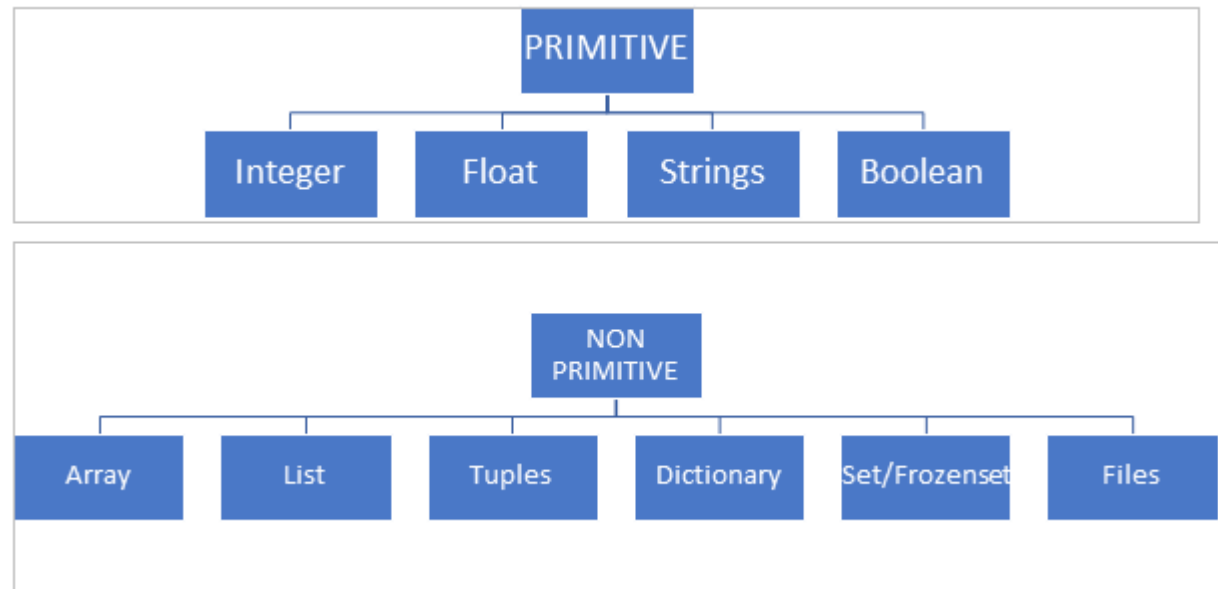 PRIMITIVE
Integer
Float
Strings
Boolean
NON
PRIMITIVE
Array
List
Tuples
Dictionary
Set/Frozenset
Files